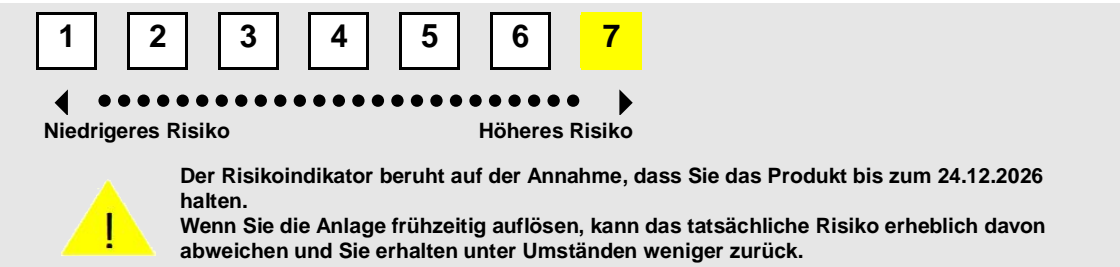 1 2 3 4 5 6 7
Niedrigeres Risiko Höheres Risiko
Der Risikoindikator beruht auf der Annahme, dass Sie das Produkt bis zum 24.12.2026
halten.
Wenn Sie die Anlage frühzeitig auflösen, kann das tatsächliche Risiko erheblich davon
abweichen und Sie erhalten unter Umständen weniger zurück.
!